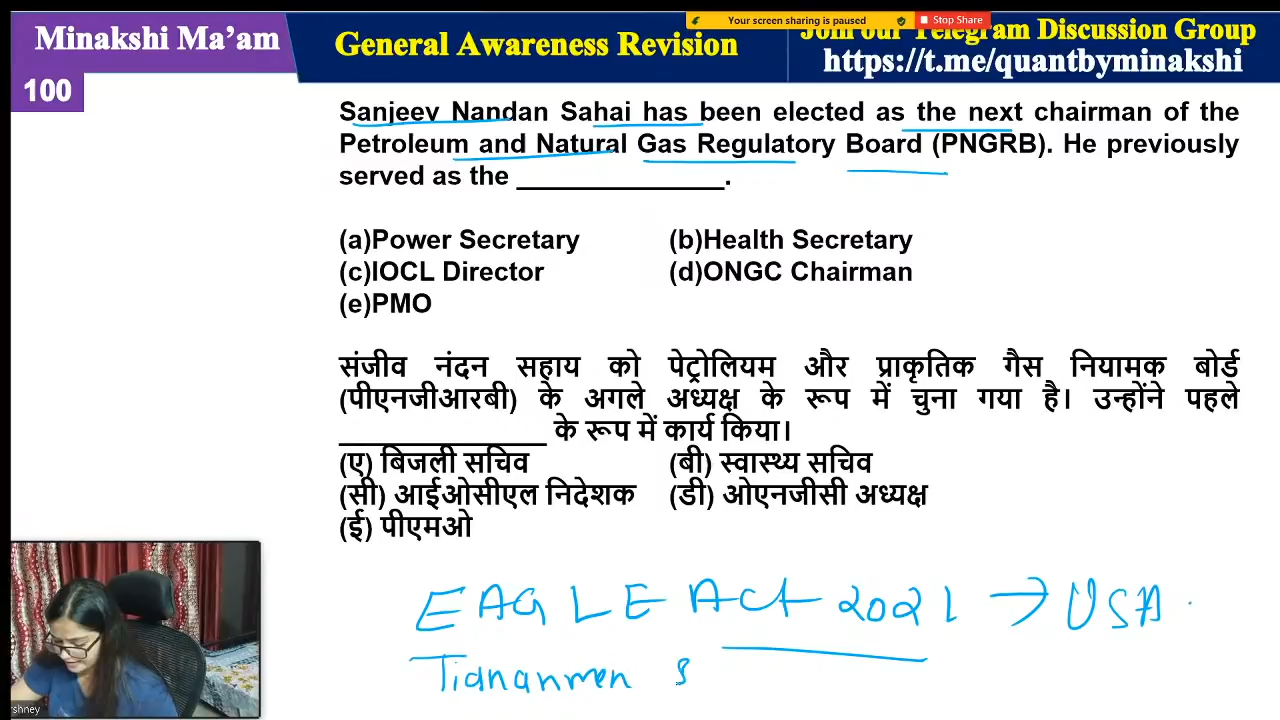 Minakshi Ma’am
100
General Awareness Revision
Your screen sharing is paused
Stop Share
Join our Telegram Discussion Group
https://t.me/quantbyminakshi
Sanjeev Nandan Sahai has been elected as the next chairman of the
Petroleum and Natural Gas Regulatory Board (PNGRB). He previously
served as the ______________.
(a)Power Secretary (b)Health Secretary
(c)IOCL Director (d)ONGC Chairman
(e)PMO
संजीव नंदन सहाय को पेट्रोलियम और प्राकृतिक गैस नियामक बोर्ड
(पीएनजीआरबी) के अगले अध्यक्ष के रूप में चुना गया है। उन्होंने पहले
______________ के रूप में कार्य किया।
(ए) बिजली सचिव (बी) स्वास्थ्य सचिव
(सी) आईओसीएल निदेशक (डी) ओएनजीसी अध्यक्ष
(ई) पीएमओ
EAGLE Act 2021 → USA
Tiananmen S
rshney